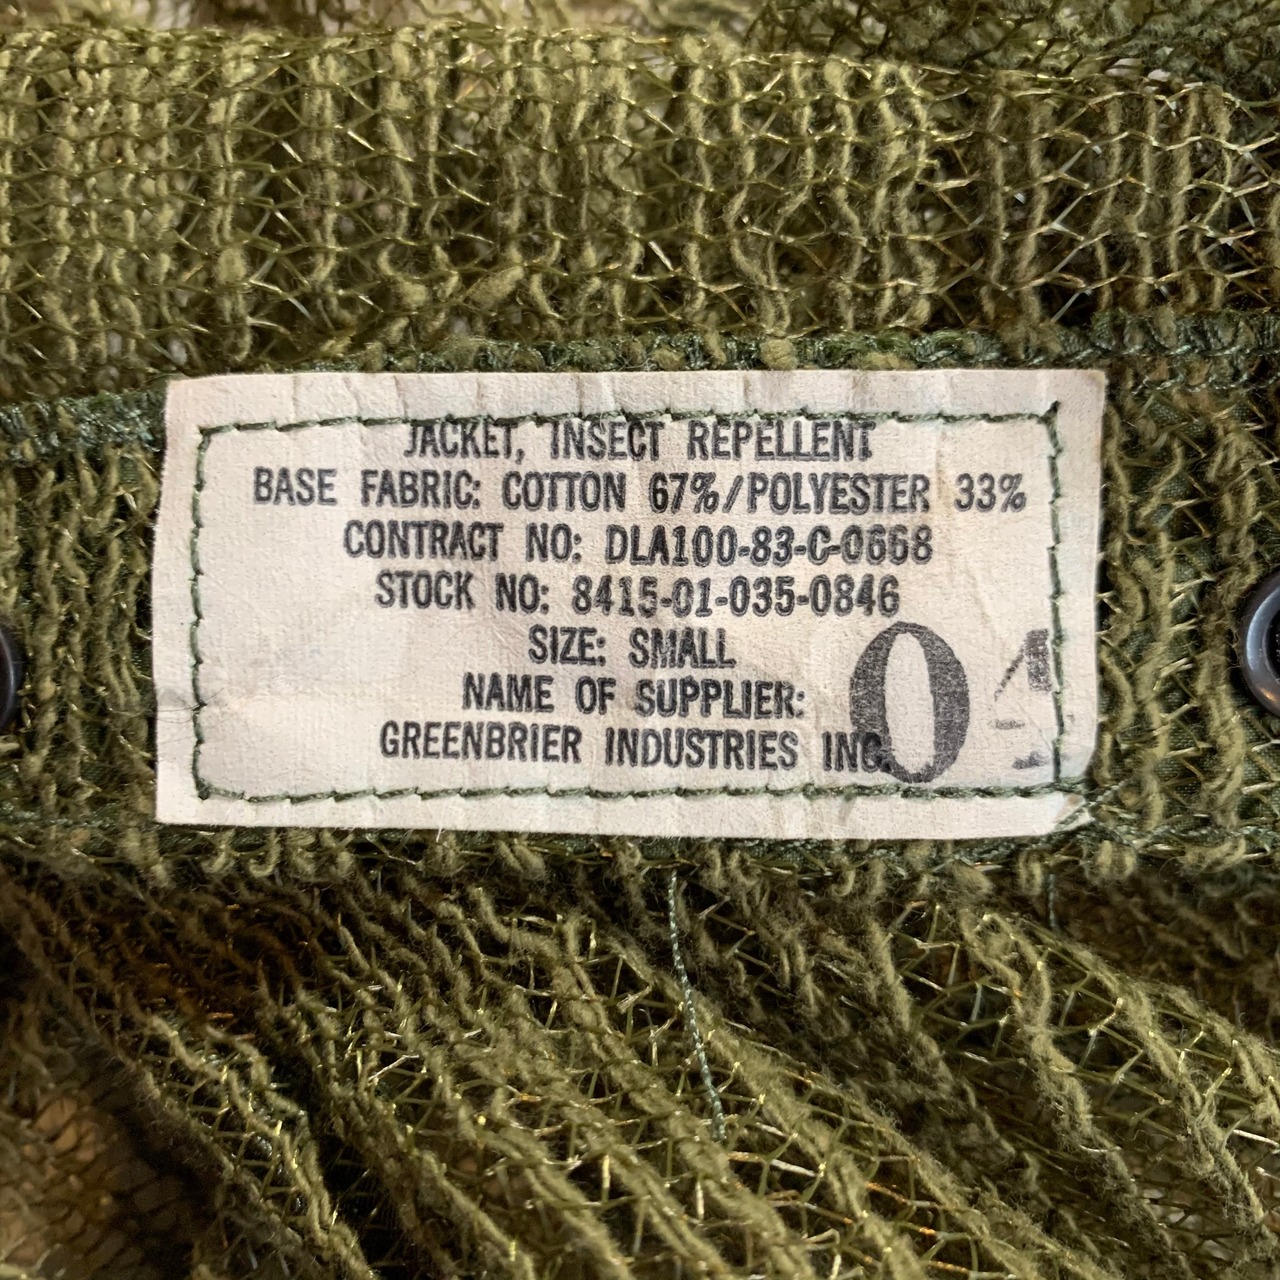 JACKET, INSECT REPELLENT
BASE FABRIC: COTTON 67%/POLYESTER 33%
CONTRACT NO: DLA100-83-C-0668
STOCK NO: 8415-01-035-0846
SIZE: SMALL
NAME OF SUPPLIER:
GREENBRIER INDUSTRIES INC.
04